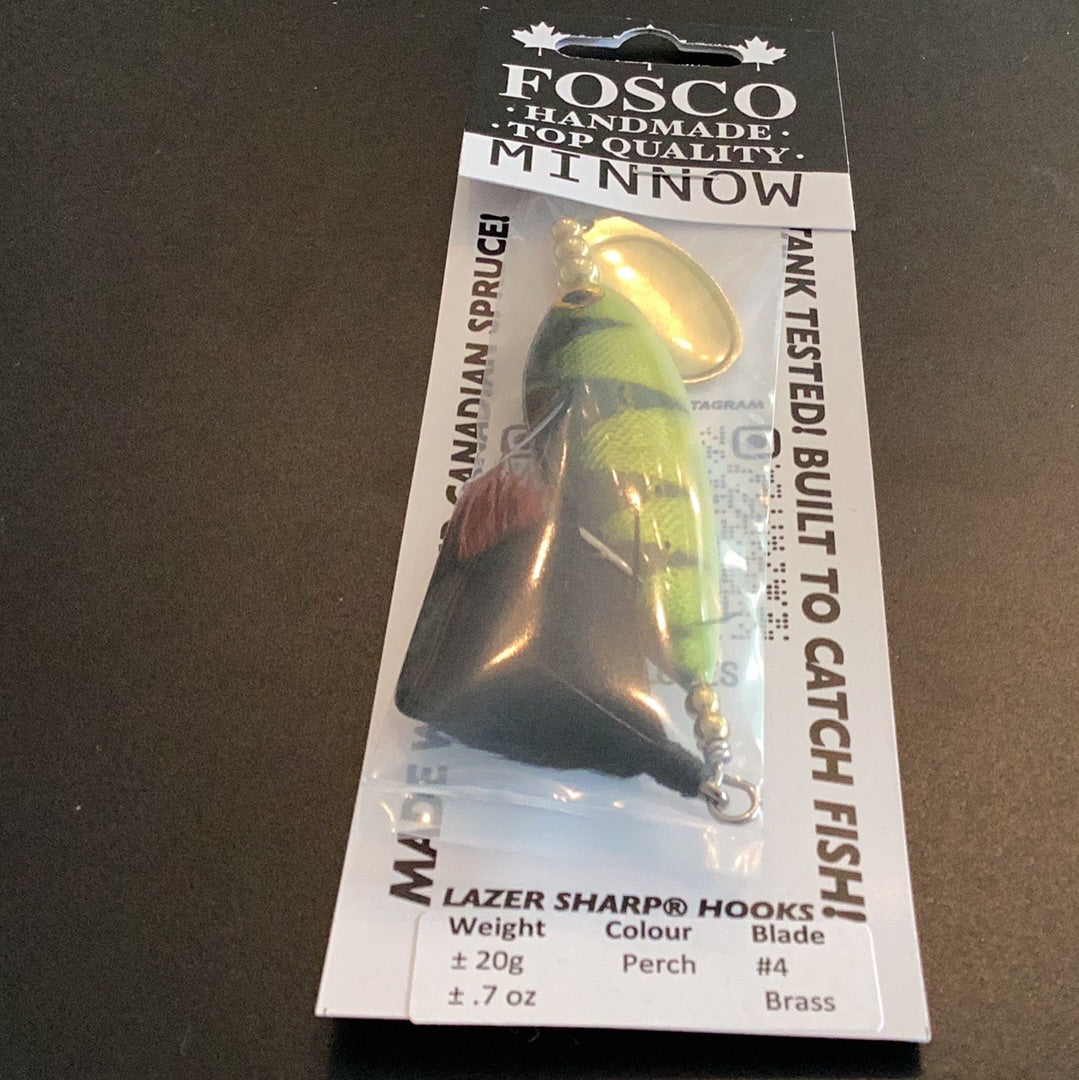 FOSCO
· HANDMADE ·
· TOP QUALITY ·
MINNOW
MADE CANADIAN SPRUCE!
TANK TESTED! BUILT TO CATCH FISH!
TAGRAM
LAZER SHARP® HOOKS
Weight Colour Blade
± 20g Perch #4
± .7 oz Brass